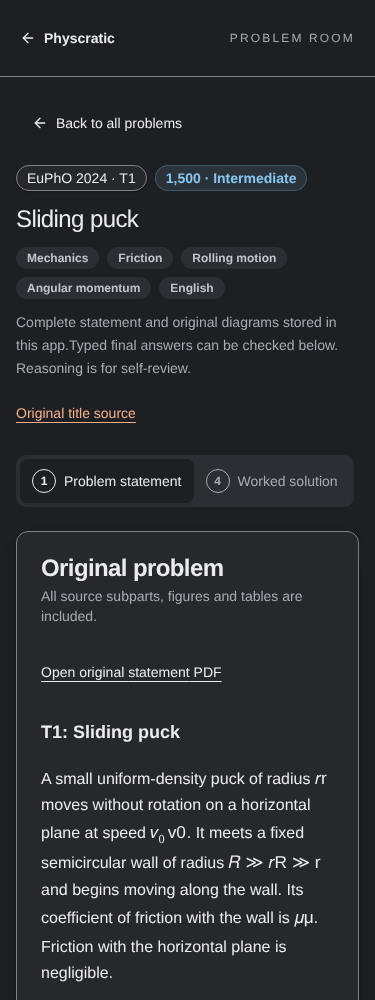 Physcratic
PROBLEM ROOM
Back to all problems
EuPhO 2024 · T1
1,500 · Intermediate
Sliding puck
Mechanics
Friction
Rolling motion
Angular momentum
English
Complete statement and original diagrams stored in
this app.Typed final answers can be checked below.
Reasoning is for self-review.
Original title source
1 Problem statement
4 Worked solution
Original problem
All source subparts, figures and tables are
included.
Open original statement PDF
T1: Sliding puck
A small uniform-density puck of radius rr
moves without rotation on a horizontal
plane at speed v0 v0. It meets a fixed
semicircular wall of radius R ≫ rR ≫ r
and begins moving along the wall. Its
coefficient of friction with the wall is μμ.
Friction with the horizontal plane is
negligible.